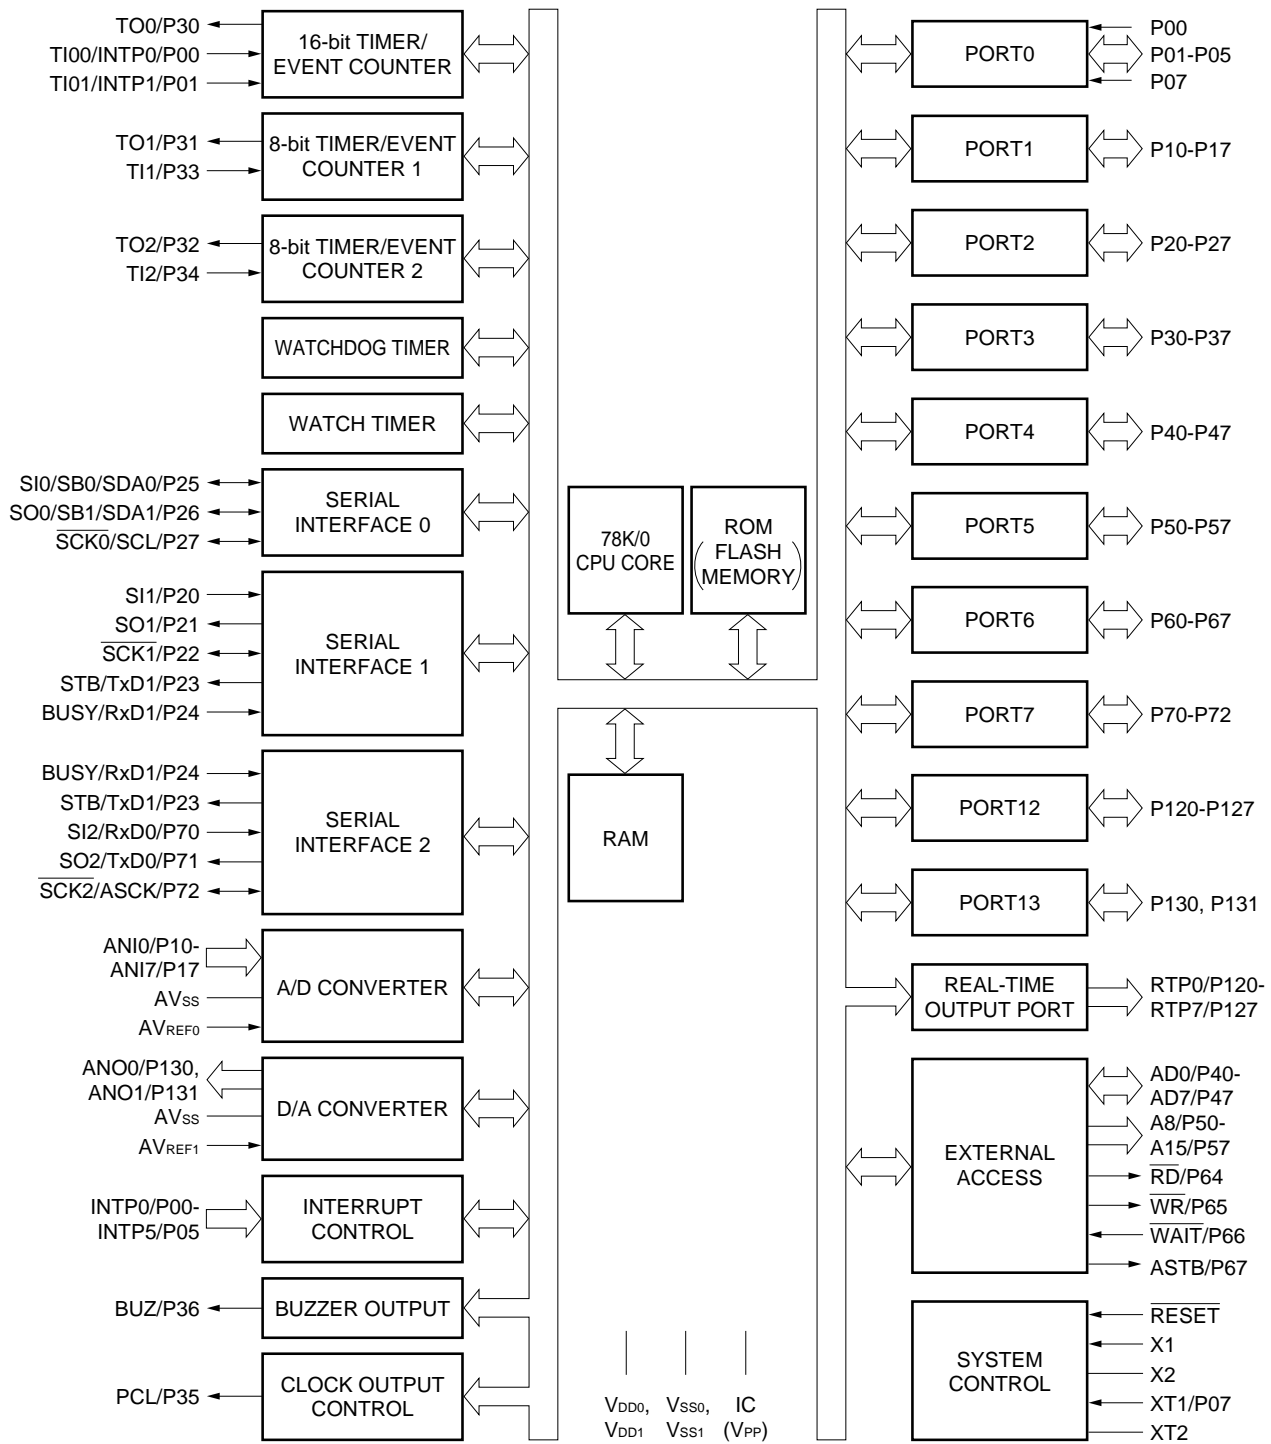 TO0/P30
TI00/INTP0/P00
TI01/INTP1/P01
16-bit TIMER/
EVENT COUNTER
TO1/P31
TI1/P33
8-bit TIMER/EVENT
COUNTER 1
TO2/P32
TI2/P34
8-bit TIMER/EVENT
COUNTER 2
WATCHDOG TIMER
WATCH TIMER
SI0/SB0/SDA0/P25
SO0/SB1/SDA1/P26
SCK0/SCL/P27
SERIAL
INTERFACE 0
SI1/P20
SO1/P21
SCK1/P22
STB/TxD1/P23
BUSY/RxD1/P24
SERIAL
INTERFACE 1
BUSY/RxD1/P24
STB/TxD1/P23
SI2/RxD0/P70
SO2/TxD0/P71
SCK2/ASCK/P72
SERIAL
INTERFACE 2
ANI0/P10-
ANI7/P17
AVSS
AVREF0
A/D CONVERTER
ANO0/P130,
ANO1/P131
AVSS
AVREF1
D/A CONVERTER
INTP0/P00-
INTP5/P05
INTERRUPT
CONTROL
BUZ/P36
BUZZER OUTPUT
PCL/P35
CLOCK OUTPUT
CONTROL
78K/0
CPU CORE
ROM
(FLASH
MEMORY)
RAM
VDD0,
VDD1
VSS0,
VSS1
IC
(VPP)
PORT0
P00
P01-P05
P07
PORT1
P10-P17
PORT2
P20-P27
PORT3
P30-P37
PORT4
P40-P47
PORT5
P50-P57
PORT6
P60-P67
PORT7
P70-P72
PORT12
P120-P127
PORT13
P130, P131
REAL-TIME
OUTPUT PORT
RTP0/P120-
RTP7/P127
EXTERNAL
ACCESS
AD0/P40-
AD7/P47
A8/P50-
A15/P57
RD/P64
WR/P65
WAIT/P66
ASTB/P67
SYSTEM
CONTROL
RESET
X1
X2
XT1/P07
XT2